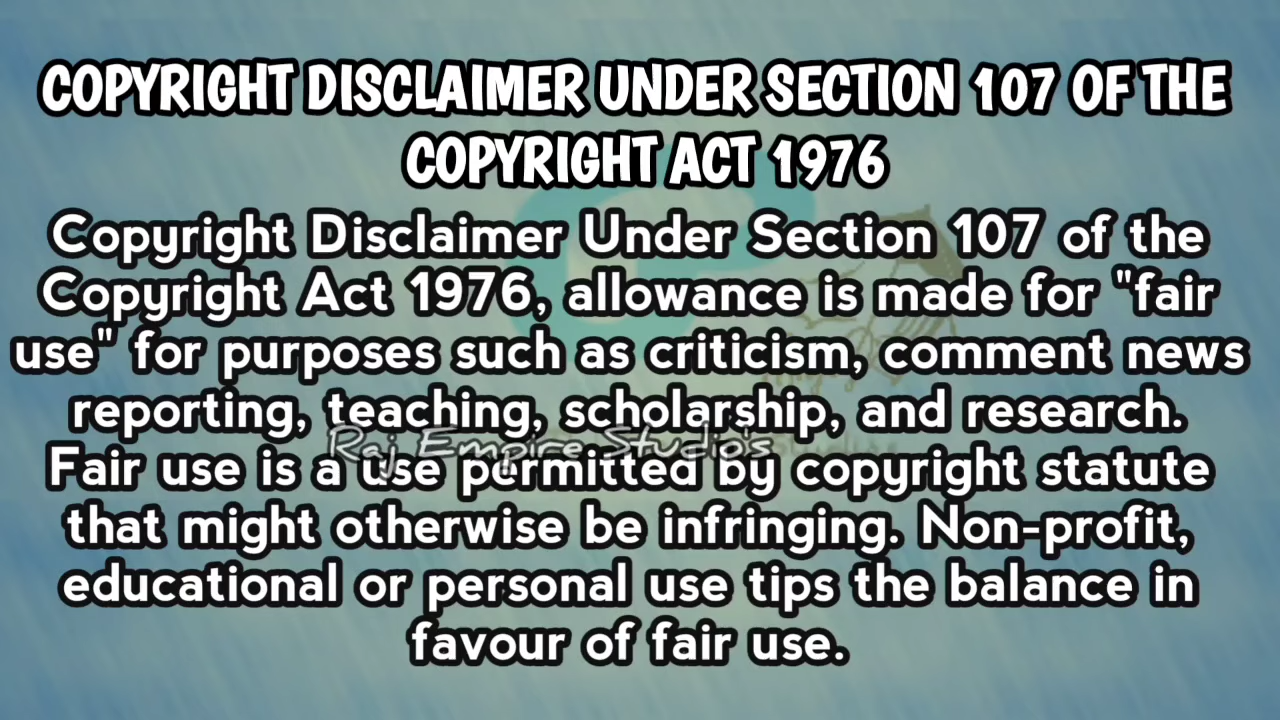 COPYRIGHT DISCLAIMER UNDER SECTION 107 OF THE
COPYRIGHT ACT 1976
Copyright Disclaimer Under Section 107 of the
Copyright Act 1976, allowance is made for "fair
use" for purposes such as criticism, comment news
reporting, teaching, scholarship, and research.
Raj Empire Studio's
Fair use is a use permitted by copyright statute
that might otherwise be infringing. Non-profit,
educational or personal use tips the balance in
favour of fair use.